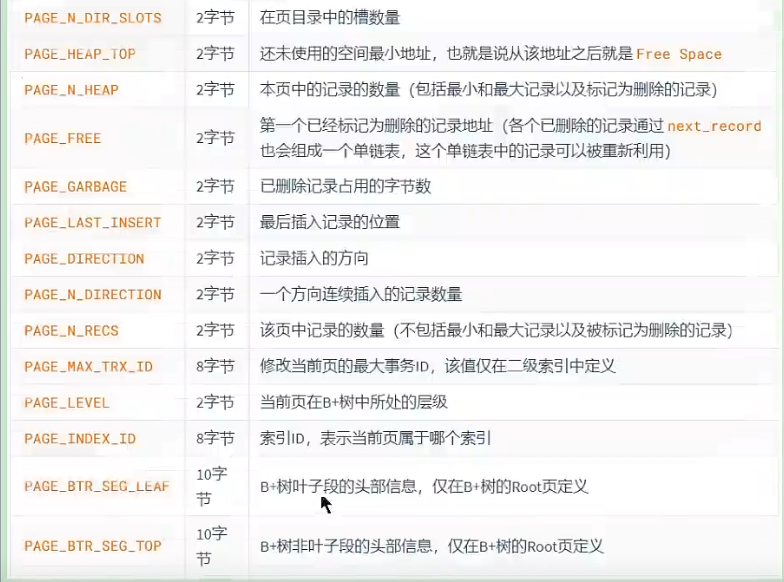 PAGE_N_DIR_SLOTS 2字节 在页目录中的槽数量
PAGE_HEAP_TOP 2字节 还未使用的空间最小地址，也就是说从该地址之后就是 Free Space
PAGE_N_HEAP 2字节 本页中的记录的数量（包括最小和最大记录以及标记为删除的记录）
PAGE_FREE 2字节 第一个已经标记为删除的记录地址（各个已删除的记录通过 next_record
也会组成一个单链表，这个单链表中的记录可以被重新利用）
PAGE_GARBAGE 2字节 已删除记录占用的字节数
PAGE_LAST_INSERT 2字节 最后插入记录的位置
PAGE_DIRECTION 2字节 记录插入的方向
PAGE_N_DIRECTION 2字节 一个方向连续插入的记录数量
PAGE_N_RECS 2字节 该页中记录的数量（不包括最小和最大记录以及被标记为删除的记录）
PAGE_MAX_TRX_ID 8字节 修改当前页的最大事务ID，该值仅在二级索引中定义
PAGE_LEVEL 2字节 当前页在B+树中所处的层级
PAGE_INDEX_ID 8字节 索引ID，表示当前页属于哪个索引
PAGE_BTR_SEG_LEAF 10字
节 B+树叶子段的头部信息，仅在B+树的Root页定义
PAGE_BTR_SEG_TOP 10字
节 B+树非叶子段的头部信息，仅在B+树的Root页定义